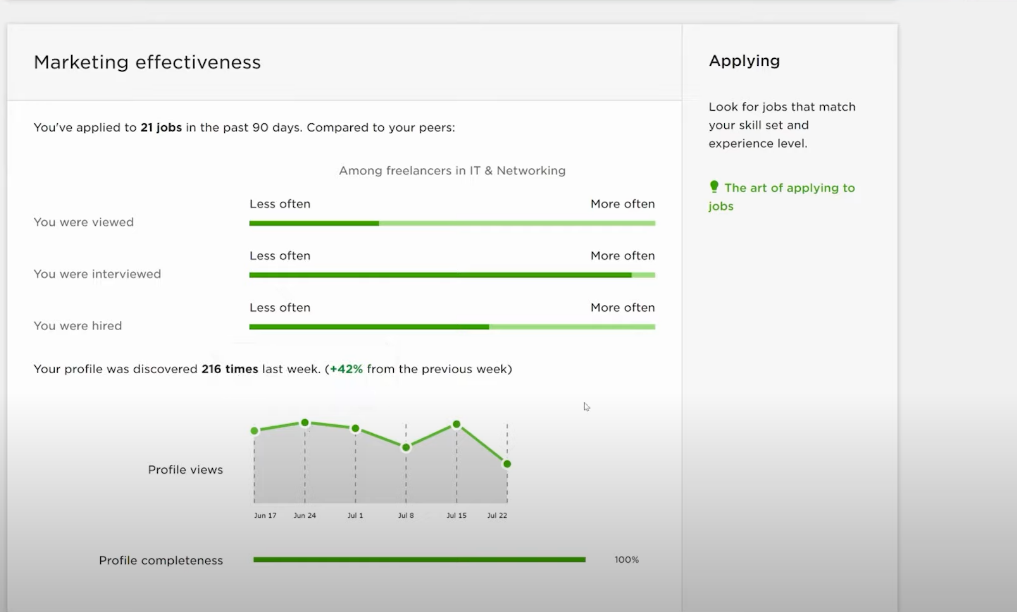 Marketing effectiveness
You've applied to 21 jobs in the past 90 days. Compared to your peers:
Among freelancers in IT & Networking
Less often More often
You were viewed
Less often More often
You were interviewed
Less often More often
You were hired
Your profile was discovered 216 times last week. (+42% from the previous week)
Profile views
Jun 17 Jun 24 Jul 1 Jul 8 Jul 15 Jul 22
Profile completeness 100%
Applying
Look for jobs that match
your skill set and
experience level.
The art of applying to
jobs